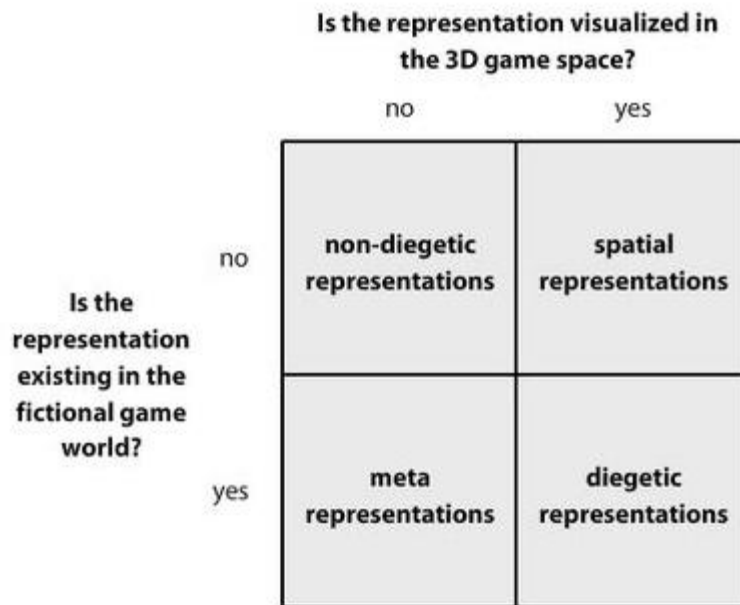 Is the representation visualized in
the 3D game space?
no
yes
no
non-diegetic
representations
spatial
representations
Is the
representation
existing in the
fictional game
world?
yes
meta
representations
diegetic
representations